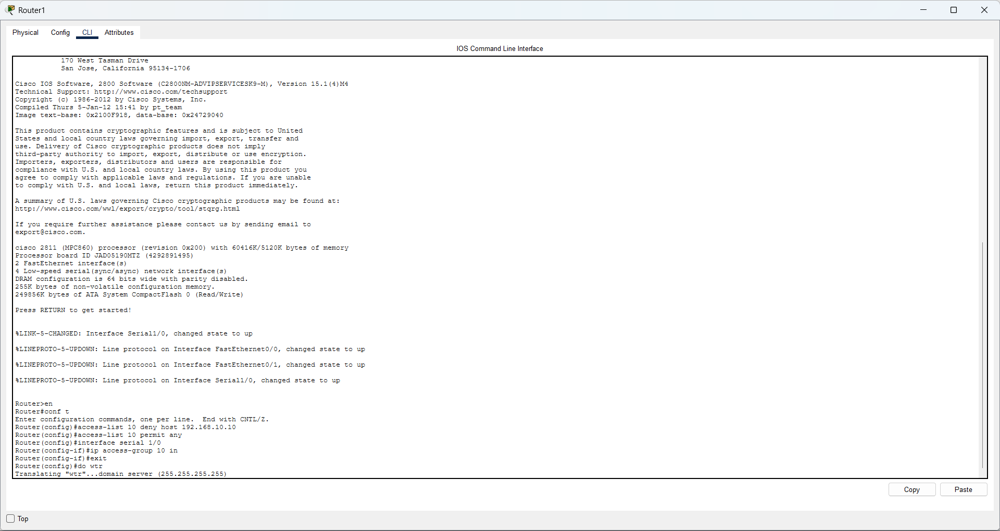 Router1
Physical Config CLI Attributes
IOS Command Line Interface
170 West Tasman Drive
San Jose, California 95134-1706
Cisco IOS Software, 2800 Software (C2800NM-ADVIPSERVICESK9-M), Version 15.1(4)M4
Technical Support: http://www.cisco.com/techsupport
Copyright (c) 1986-2012 by Cisco Systems, Inc.
Compiled Thurs 5-Jan-12 15:41 by pt_team
Image text-base: 0x2100F918, data-base: 0x24729040
This product contains cryptographic features and is subject to United
States and local country laws governing import, export, transfer and
use. Delivery of Cisco cryptographic products does not imply
third-party authority to import, export, distribute or use encryption.
Importers, exporters, distributors and users are responsible for
compliance with U.S. and local country laws. By using this product you
agree to comply with applicable laws and regulations. If you are unable
to comply with U.S. and local laws, return this product immediately.
A summary of U.S. laws governing Cisco cryptographic products may be found at:
http://www.cisco.com/wwl/export/crypto/tool/stqrg.html
If you require further assistance please contact us by sending email to
export@cisco.com.
cisco 2811 (MPC860) processor (revision 0x200) with 60416K/5120K bytes of memory
Processor board ID JAD05190MTZ (4292891495)
2 FastEthernet interface(s)
4 Low-speed serial(sync/async) network interface(s)
DRAM configuration is 64 bits wide with parity disabled.
255K bytes of non-volatile configuration memory.
249856K bytes of ATA System CompactFlash 0 (Read/Write)
Press RETURN to get started!
%LINK-5-CHANGED: Interface Serial1/0, changed state to up
%LINEPROTO-5-UPDOWN: Line protocol on Interface FastEthernet0/0, changed state to up
%LINEPROTO-5-UPDOWN: Line protocol on Interface FastEthernet0/1, changed state to up
%LINEPROTO-5-UPDOWN: Line protocol on Interface Serial1/0, changed state to up
Router>en
Router#conf t
Enter configuration commands, one per line.  End with CNTL/Z.
Router(config)#access-list 10 deny host 192.168.10.10
Router(config)#access-list 10 permit any
Router(config)#interface serial 1/0
Router(config-if)#ip access-group 10 in
Router(config-if)#exit
Router(config)#do wtr
Translating "wtr"...domain server (255.255.255.255)
Copy Paste
Top